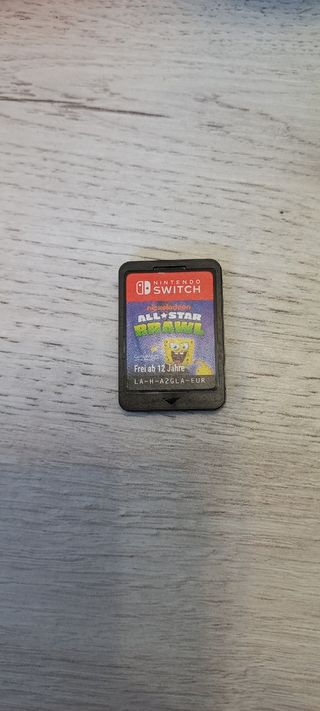 NINTENDO
SWITCH
nickelodeon
ALL★STAR
BRAWL
Frei ab 12 Jahre
LA-H-AZGLA-EUR